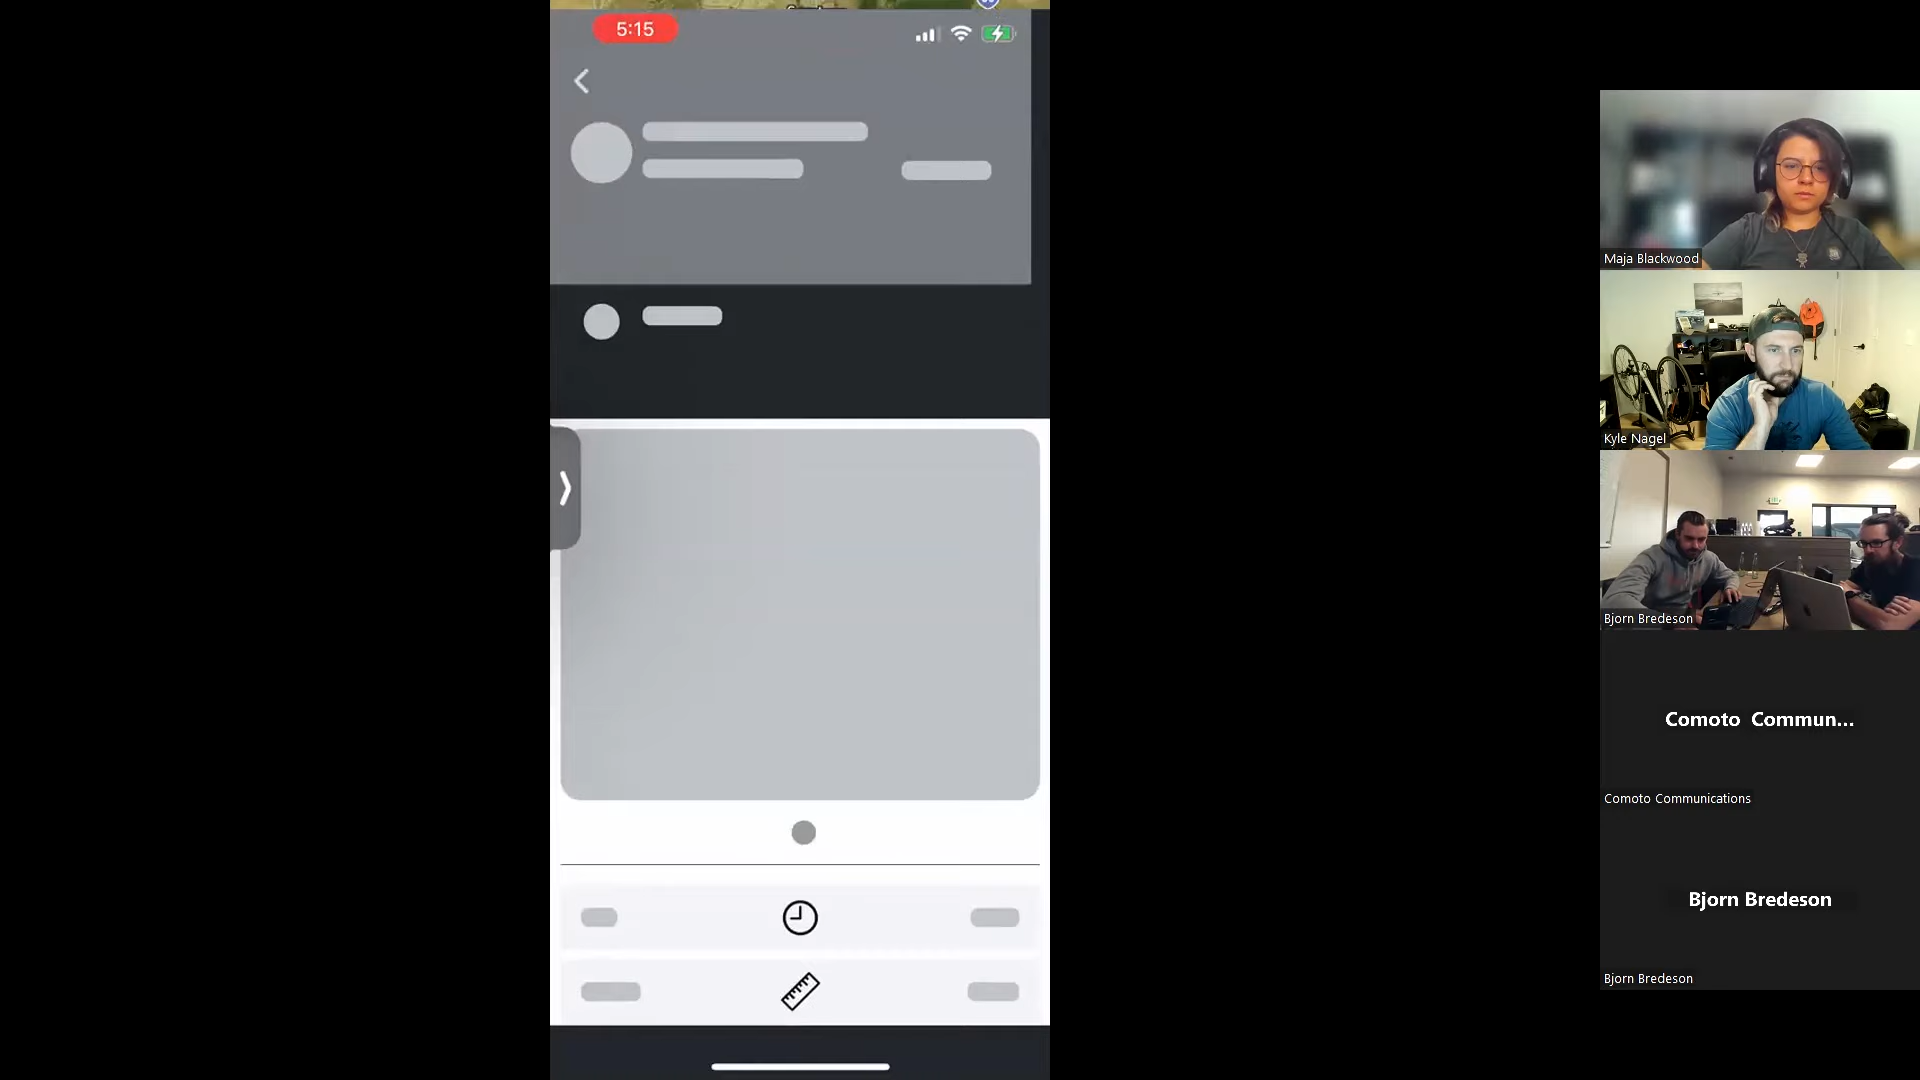 5:15
Maja Blackwood
Kyle Nagel
Bjorn Bredeson
Comoto Commun...
Comoto Communications
Bjorn Bredeson
Bjorn Bredeson